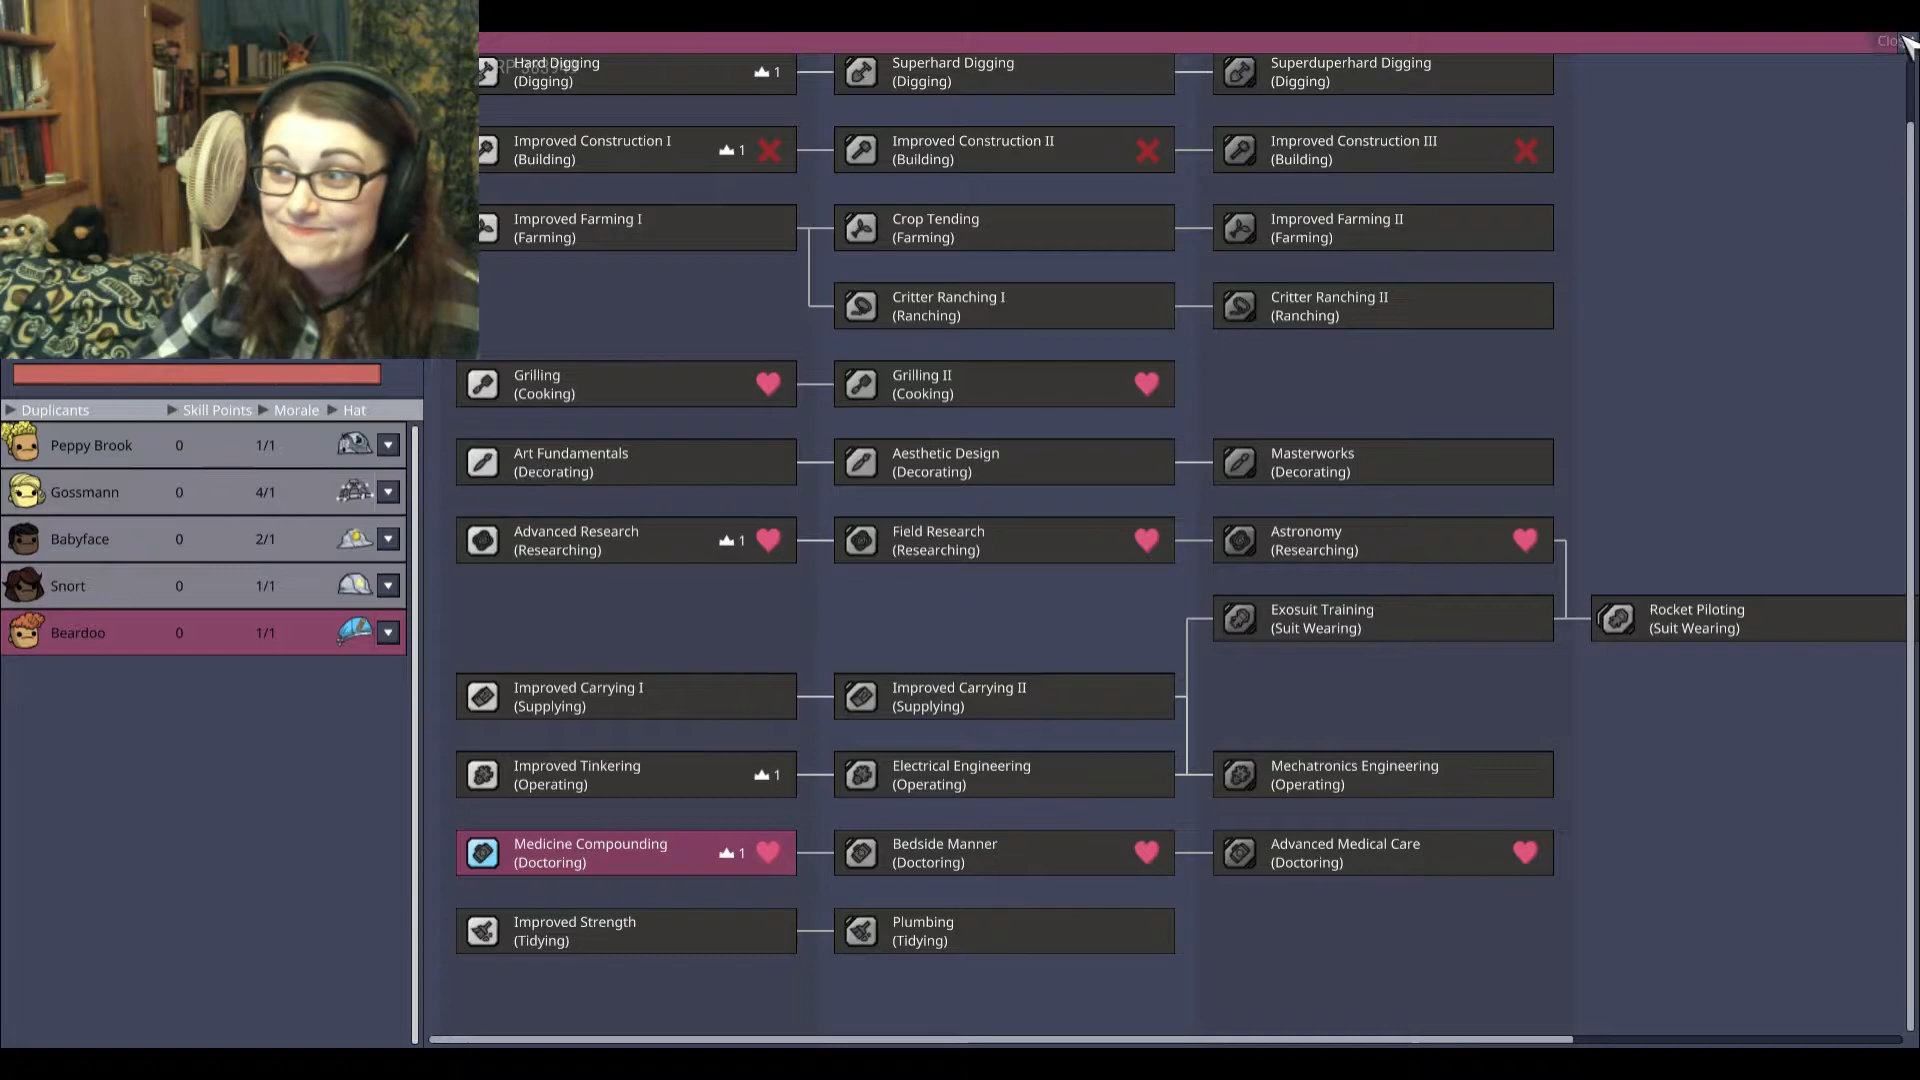 Hard Digging
(Digging)
1
Superhard Digging
(Digging)
Superduperhard Digging
(Digging)
Improved Construction I
(Building)
1
Improved Construction II
(Building)
Improved Construction III
(Building)
Improved Farming I
(Farming)
Crop Tending
(Farming)
Improved Farming II
(Farming)
Critter Ranching I
(Ranching)
Critter Ranching II
(Ranching)
Grilling
(Cooking)
Grilling II
(Cooking)
Duplicants Skill Points Morale Hat
Peppy Brook 0 1/1
Gossmann 0 4/1
Babyface 0 2/1
Snort 0 1/1
Beardoo 0 1/1
Art Fundamentals
(Decorating)
Aesthetic Design
(Decorating)
Masterworks
(Decorating)
Advanced Research
(Researching)
1
Field Research
(Researching)
Astronomy
(Researching)
Exosuit Training
(Suit Wearing)
Rocket Piloting
(Suit Wearing)
Improved Carrying I
(Supplying)
Improved Carrying II
(Supplying)
Improved Tinkering
(Operating)
1
Electrical Engineering
(Operating)
Mechatronics Engineering
(Operating)
Medicine Compounding
(Doctoring)
1
Bedside Manner
(Doctoring)
Advanced Medical Care
(Doctoring)
Improved Strength
(Tidying)
Plumbing
(Tidying)